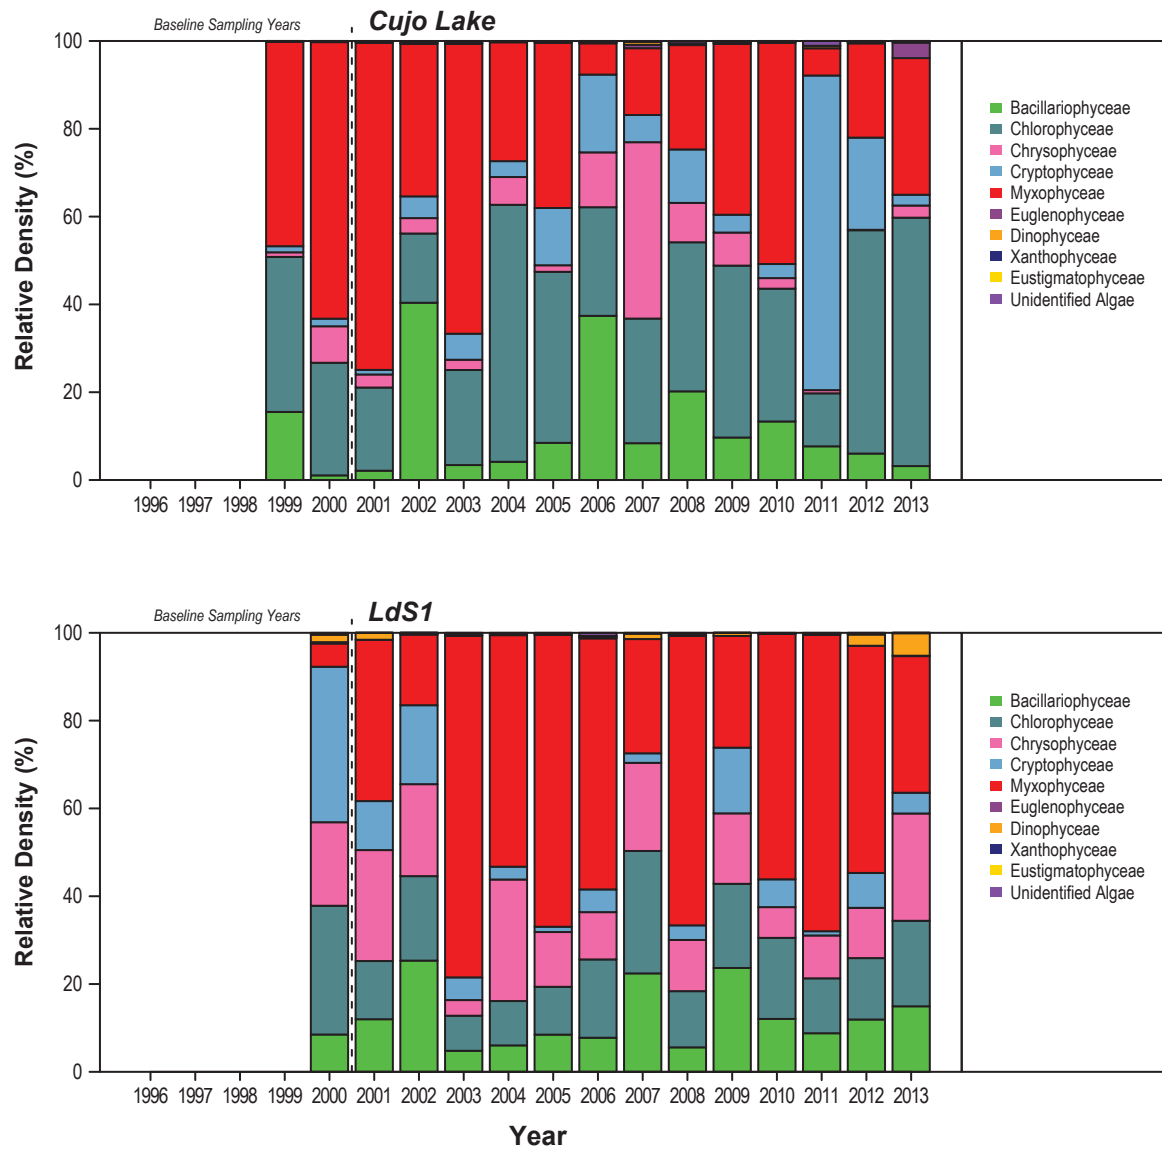 Baseline Sampling Years
Cujo Lake
Relative Density (%)
100
80
60
40
20
0
1996 1997 1998 1999 2000 2001 2002 2003 2004 2005 2006 2007 2008 2009 2010 2011 2012 2013
Bacillariophyceae
Chlorophyceae
Chrysophyceae
Cryptophyceae
Myxophyceae
Euglenophyceae
Dinophyceae
Xanthophyceae
Eustigmatophyceae
Unidentified Algae
Baseline Sampling Years
LdS1
Relative Density (%)
100
80
60
40
20
0
1996 1997 1998 1999 2000 2001 2002 2003 2004 2005 2006 2007 2008 2009 2010 2011 2012 2013
Bacillariophyceae
Chlorophyceae
Chrysophyceae
Cryptophyceae
Myxophyceae
Euglenophyceae
Dinophyceae
Xanthophyceae
Eustigmatophyceae
Unidentified Algae
Year